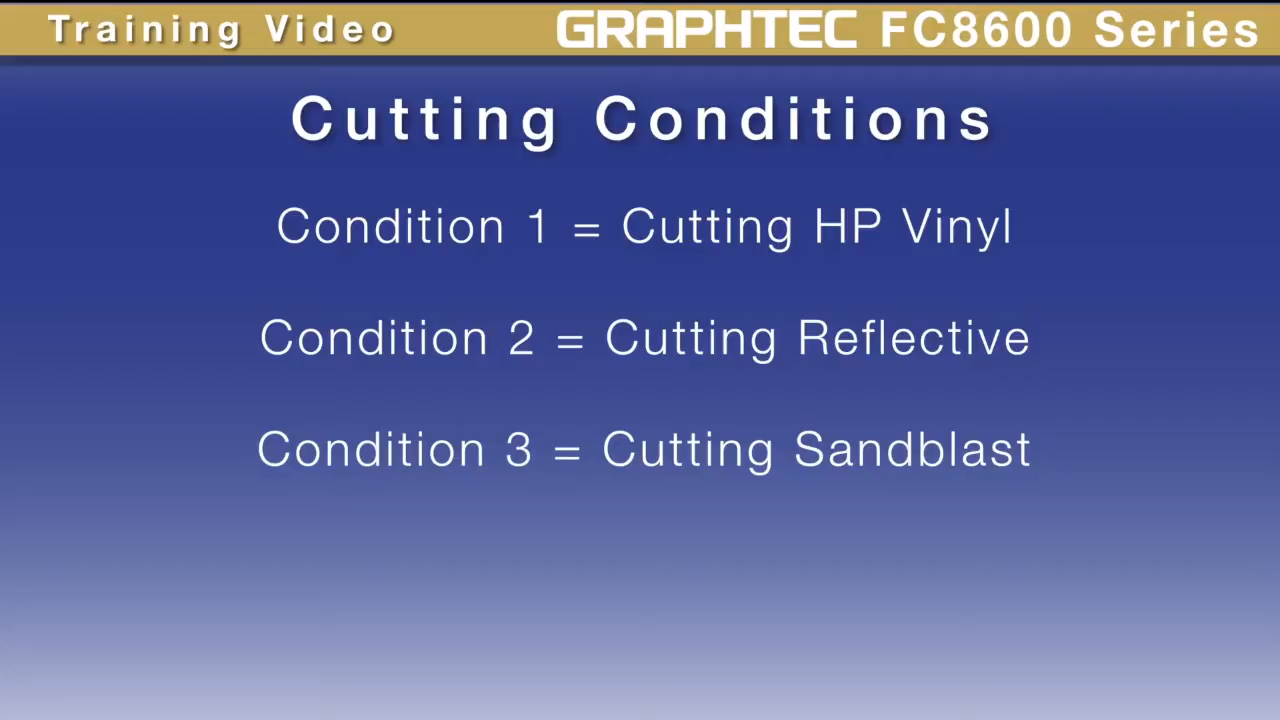 Training Video
GRAPHTEC FC8600 Series
Cutting Conditions
Condition 1 = Cutting HP Vinyl
Condition 2 = Cutting Reflective
Condition 3 = Cutting Sandblast